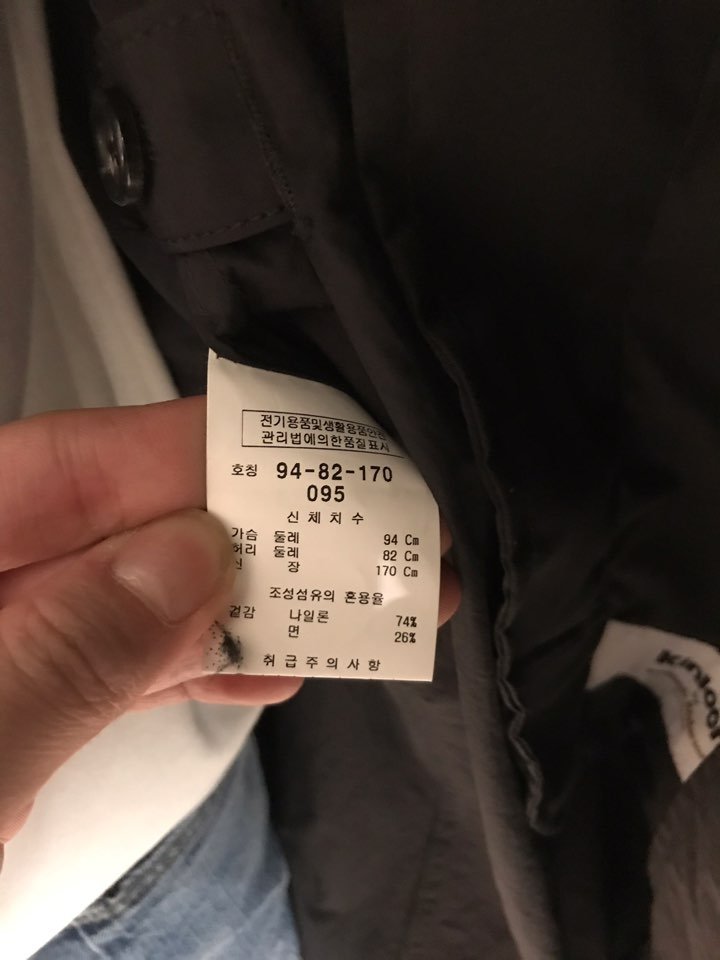 전기용품및생활용품안전
관리법에의한품질표시
호칭 94-82-170
095
신체치수
가슴 둘레 94 Cm
허리 둘레 82 Cm
신 장 170 Cm
조성섬유의 혼용율
겉감 나일론 74%
면 26%
취급주의사항